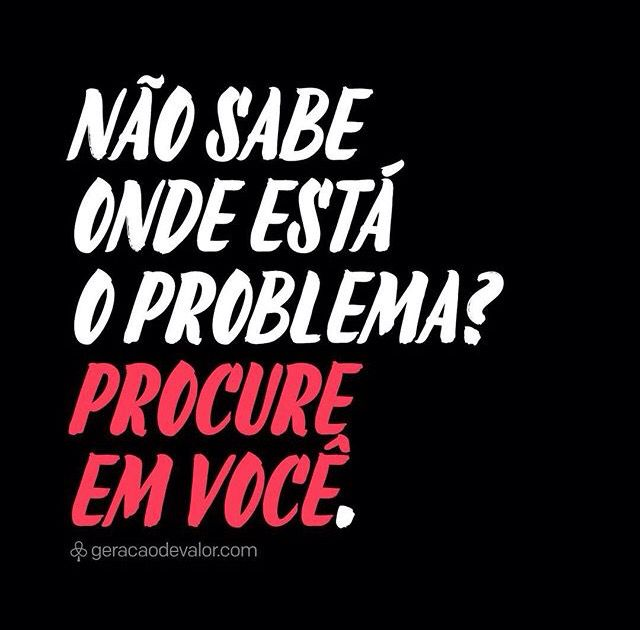 NÃO SABE
ONDE ESTÁ
O PROBLEMA?
PROCURE
EM VOCÊ.
geracaodevalor.com